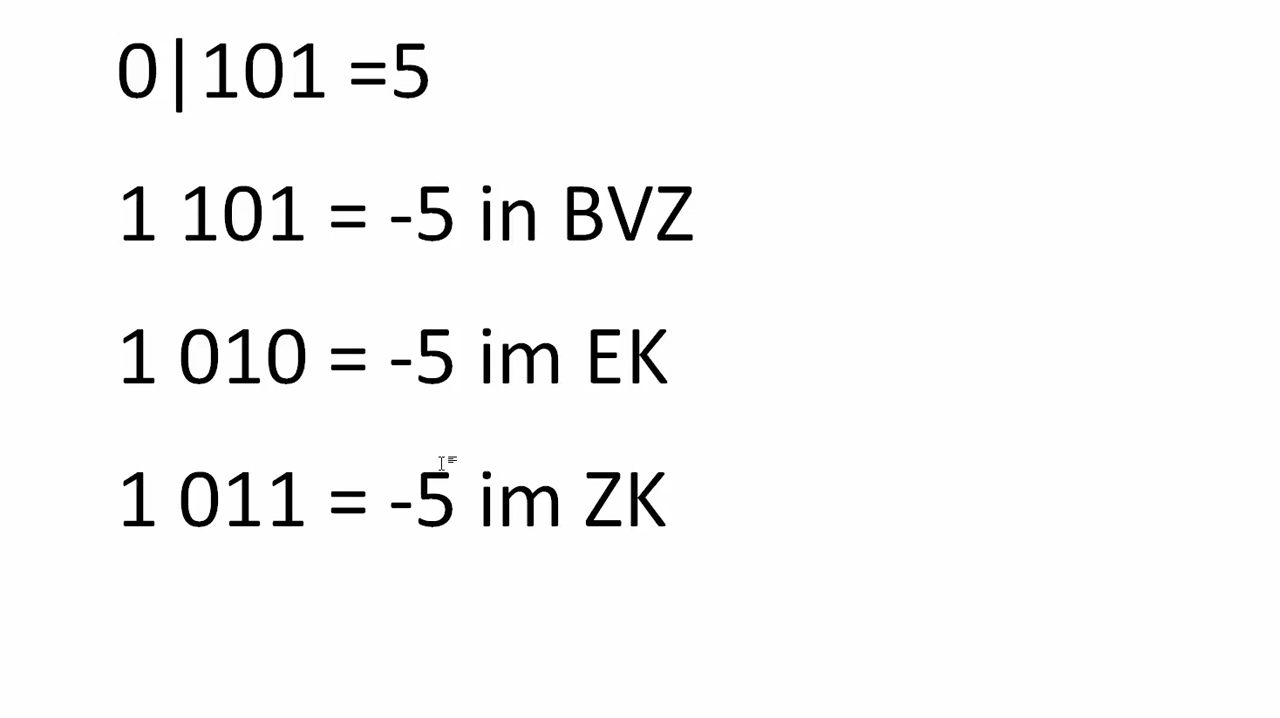 0|101 =5
1 101 = -5 in BVZ
1 010 = -5 im EK
1 011 = -5 im ZK